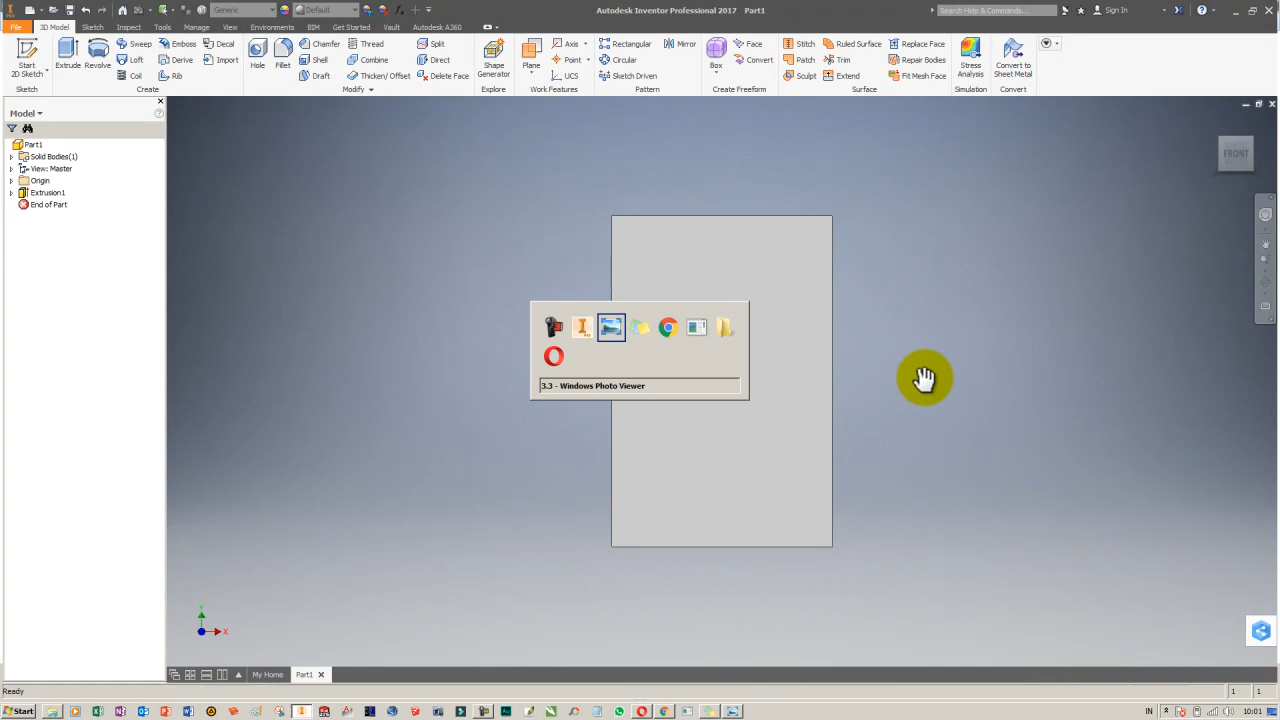 Generic
Default
Autodesk Inventor Professional 2017 Part1
Search Help & Commands...
Sign In
File 3D Model Sketch Inspect Tools Manage View Environments BIM Get Started Vault Autodesk A360
Start
2D Sketch
Extrude
Revolve
Sweep
Loft
Coil
Emboss
Derive
Rib
Decal
Import
Hole
Fillet
Chamfer
Shell
Draft
Thread
Combine
Thicken/ Offset
Split
Direct
Delete Face
Shape
Generator
Plane
Axis
Point
UCS
Rectangular
Circular
Sketch Driven
Mirror
Box
Face
Convert
Stitch
Patch
Sculpt
Ruled Surface
Trim
Extend
Replace Face
Repair Bodies
Fit Mesh Face
Stress
Analysis
Convert to
Sheet Metal
Sketch Create Modify Explore Work Features Pattern Create Freeform Surface Simulation Convert
Model
Part1
Solid Bodies(1)
View: Master
Origin
Extrusion1
End of Part
FRONT
3.3 - Windows Photo Viewer
Y
X
My Home Part1
Ready
1 1
Start
IN
10:01